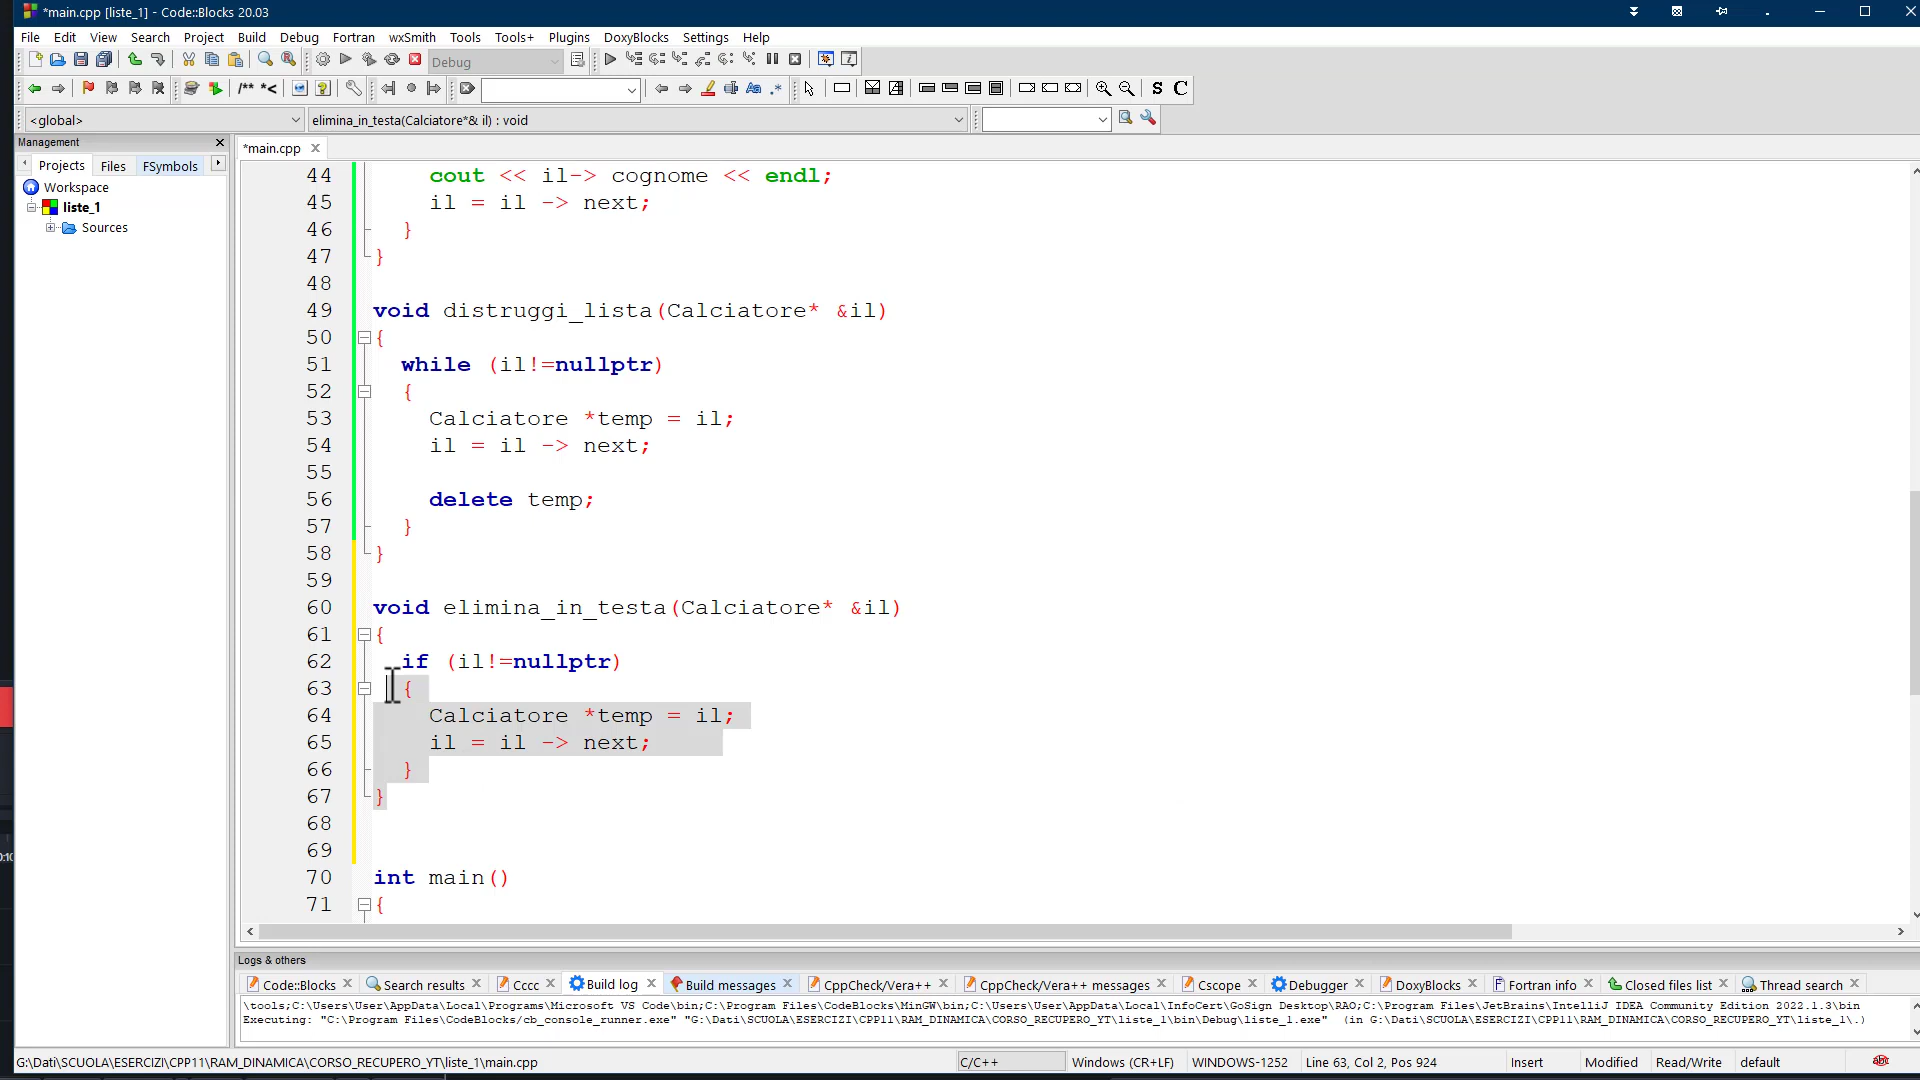 *main.cpp [liste_1] - Code::Blocks 20.03
File Edit View Search Project Build Debug Fortran wxSmith Tools Tools+ Plugins DoxyBlocks Settings Help
Debug
/** *< Aa .* S C
<global> elimina_in_testa(Calciatore*& il) : void
Management
*main.cpp
Projects Files FSymbols
Workspace
liste_1
Sources
44 cout << il-> cognome << endl;
45 il = il -> next;
46 }
47 }
48
49 void distruggi_lista(Calciatore* &il)
50 {
51 while (il!=nullptr)
52 {
53 Calciatore *temp = il;
54 il = il -> next;
55
56 delete temp;
57 }
58 }
59
60 void elimina_in_testa(Calciatore* &il)
61 {
62 if (il!=nullptr)
63 {
64 Calciatore *temp = il;
65 il = il -> next;
66 }
67 }
68
69
70 int main()
71 {
Logs & others
Code::Blocks Search results Cccc Build log Build messages CppCheck/Vera++ CppCheck/Vera++ messages Cscope Debugger DoxyBlocks Fortran info Closed files list Thread search
\tools;C:\Users\User\AppData\Local\Programs\Microsoft VS Code\bin;C:\Program Files\CodeBlocks\MinGW\bin;C:\Users\User\AppData\Local\InfoCert\GoSign Desktop\RAO;C:\Program Files\JetBrains\IntelliJ IDEA Community Edition 2022.1.3\bin
Executing: "C:\Program Files\CodeBlocks/cb_console_runner.exe" "G:\Dati\SCUOLA\ESERCIZI\CPP11\RAM_DINAMICA\CORSO_RECUPERO_YT\liste_1\bin\Debug\liste_1.exe" (in G:\Dati\SCUOLA\ESERCIZI\CPP11\RAM_DINAMICA\CORSO_RECUPERO_YT\liste_1\.)
G:\Dati\SCUOLA\ESERCIZI\CPP11\RAM_DINAMICA\CORSO_RECUPERO_YT\liste_1\main.cpp C/C++ Windows (CR+LF) WINDOWS-1252 Line 63, Col 2, Pos 924 Insert Modified Read/Write default